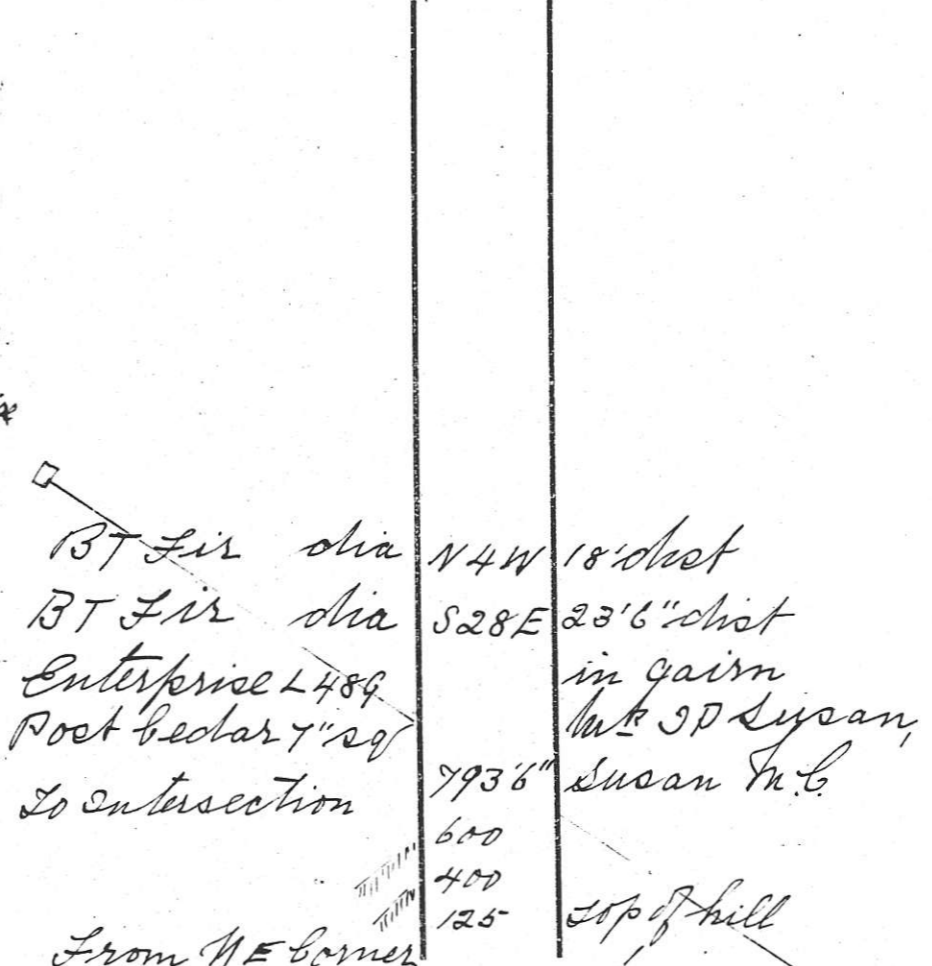 BT Fir dia N4W 18' dist
BT Fir dia S28E 23'6" dist
Enterprise L489 in Cairn
Post Cedar 7" sq Mk IP Susan,
To Intersection 793'6" Susan M.C.
600
400
125 Top of hill
From NE Corner